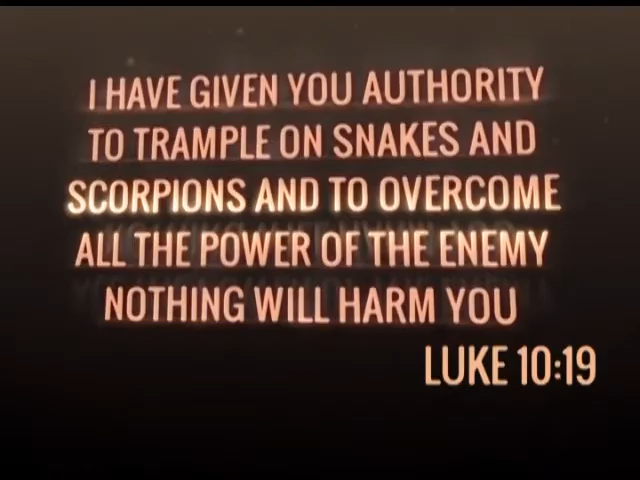 I HAVE GIVEN YOU AUTHORITY
TO TRAMPLE ON SNAKES AND
SCORPIONS AND TO OVERCOME
ALL THE POWER OF THE ENEMY
NOTHING WILL HARM YOU
LUKE 10:19